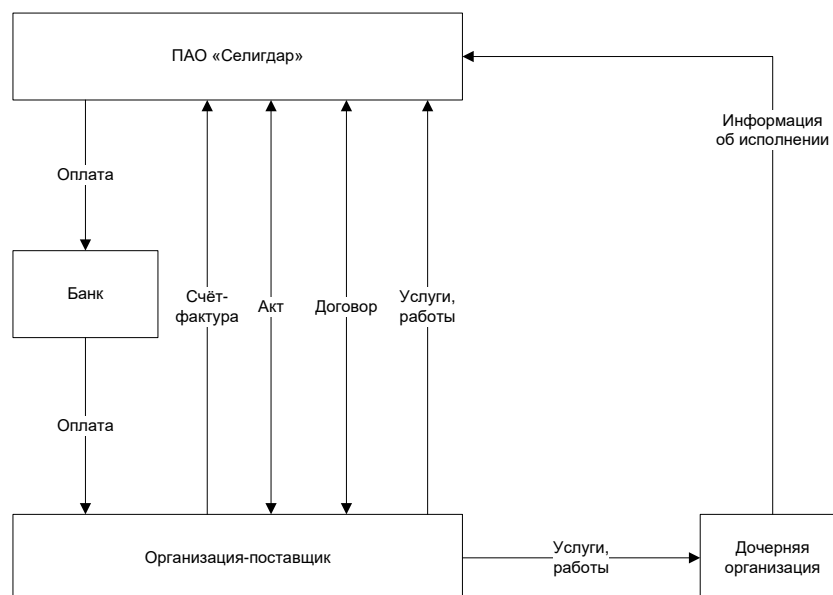 ПАО «Селигдар»
Информация
об исполнении
Оплата
Банк
Счёт-
фактура
Акт
Договор
Услуги,
работы
Оплата
Организация-поставщик
Услуги,
работы
Дочерняя
организация